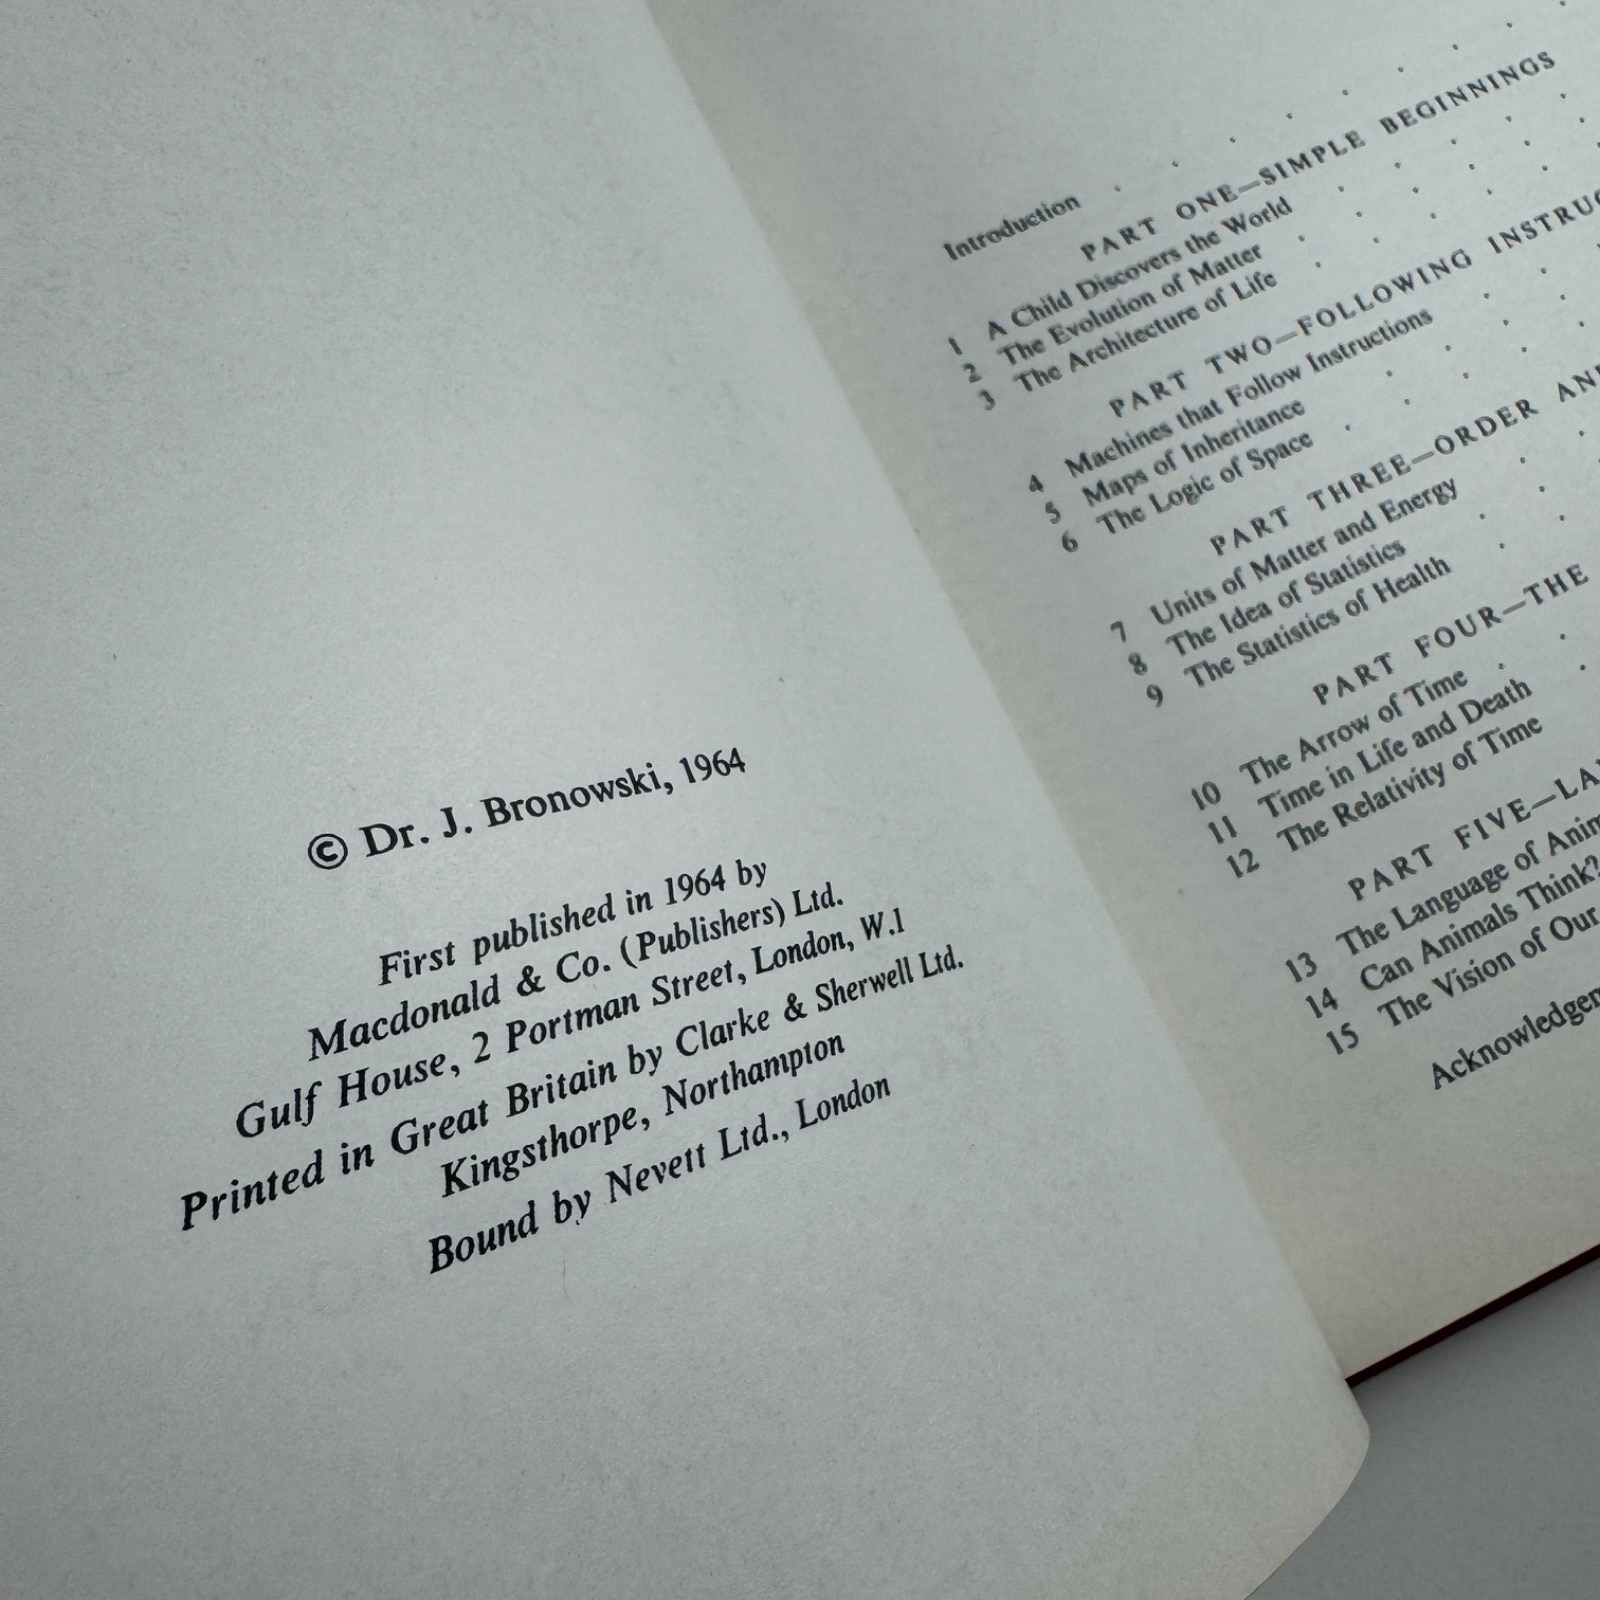 © Dr. J. Bronowski, 1964
First published in 1964 by
Macdonald & Co. (Publishers) Ltd.
Gulf House, 2 Portman Street, London, W.1
Printed in Great Britain by Clarke & Sherwell Ltd.
Kingsthorpe, Northampton
Bound by Nevett Ltd., London
Introduction
PART ONE—SIMPLE BEGINNINGS
1 A Child Discovers the World
2 The Evolution of Matter
3 The Architecture of Life
PART TWO—FOLLOWING INSTRUC
4 Machines that Follow Instructions
5 Maps of Inheritance
6 The Logic of Space
PART THREE—ORDER AND
7 Units of Matter and Energy
8 The Idea of Statistics
9 The Statistics of Health
PART FOUR—THE
10 The Arrow of Time
11 Time in Life and Death
12 The Relativity of Time
PART FIVE—LA
13 The Language of Anim
14 Can Animals Think?
15 The Vision of Our
Acknowledgem